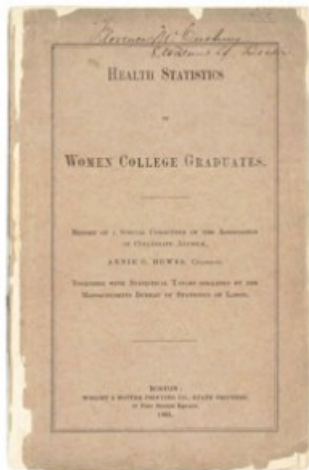 Florence M. Cushing
HEALTH STATISTICS
OF
WOMEN COLLEGE GRADUATES.
REPORT OF A SPECIAL COMMITTEE OF THE ASSOCIATION
OF COLLEGIATE ALUMNÆ,
ANNIE G. HOWES, CHAIRMAN.
TOGETHER WITH STATISTICAL TABLES COLLATED BY THE
MASSACHUSETTS BUREAU OF STATISTICS OF LABOR.
BOSTON:
WRIGHT & POTTER PRINTING CO., STATE PRINTERS,
18 POST OFFICE SQUARE.
1885.